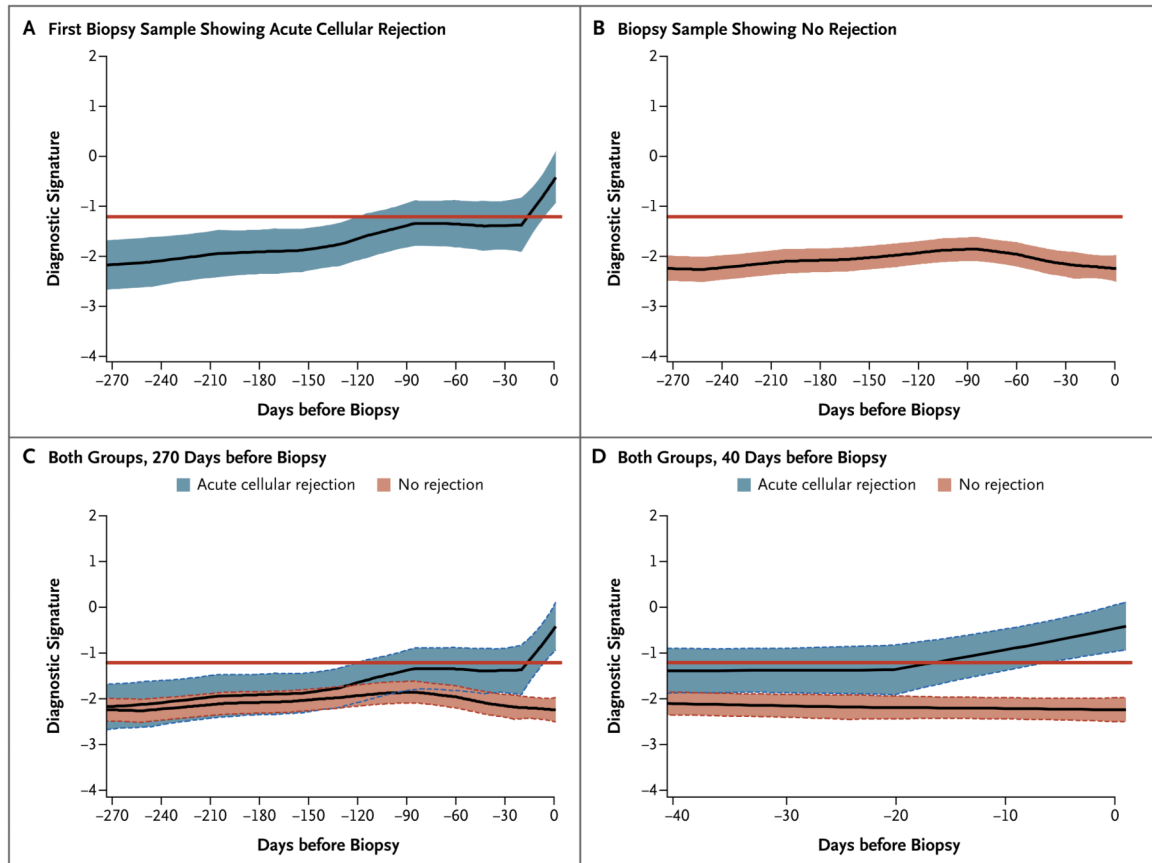 A First Biopsy Sample Showing Acute Cellular Rejection
Diagnostic Signature
2
1
0
–1
–2
–3
–4
–270 –240 –210 –180 –150 –120 –90 –60 –30 0
Days before Biopsy
B Biopsy Sample Showing No Rejection
Diagnostic Signature
2
1
0
–1
–2
–3
–4
–270 –240 –210 –180 –150 –120 –90 –60 –30 0
Days before Biopsy
C Both Groups, 270 Days before Biopsy
Acute cellular rejection No rejection
Diagnostic Signature
2
1
0
–1
–2
–3
–4
–270 –240 –210 –180 –150 –120 –90 –60 –30 0
Days before Biopsy
D Both Groups, 40 Days before Biopsy
Acute cellular rejection No rejection
Diagnostic Signature
2
1
0
–1
–2
–3
–4
–40 –30 –20 –10 0
Days before Biopsy